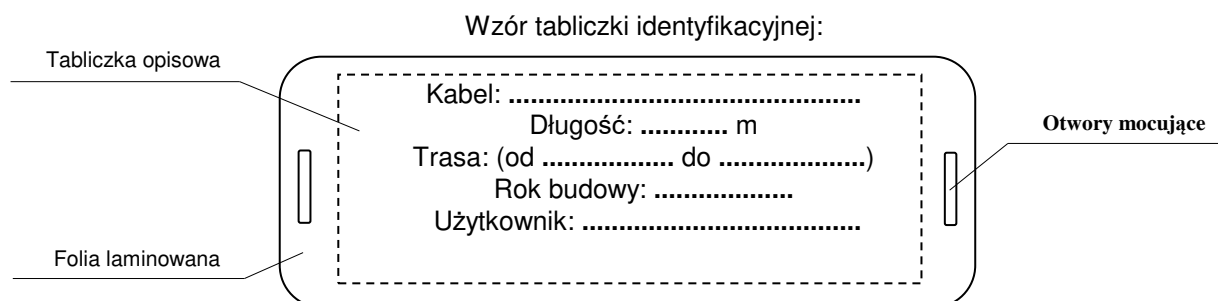 Wzór tabliczki identyfikacyjnej:
Tabliczka opisowa
Kabel: ................................................
Długość: ............ m
Otwory mocujące
Trasa: (od .................. do ....................)
Rok budowy: ...................
Użytkownik: ......................................
Folia laminowana